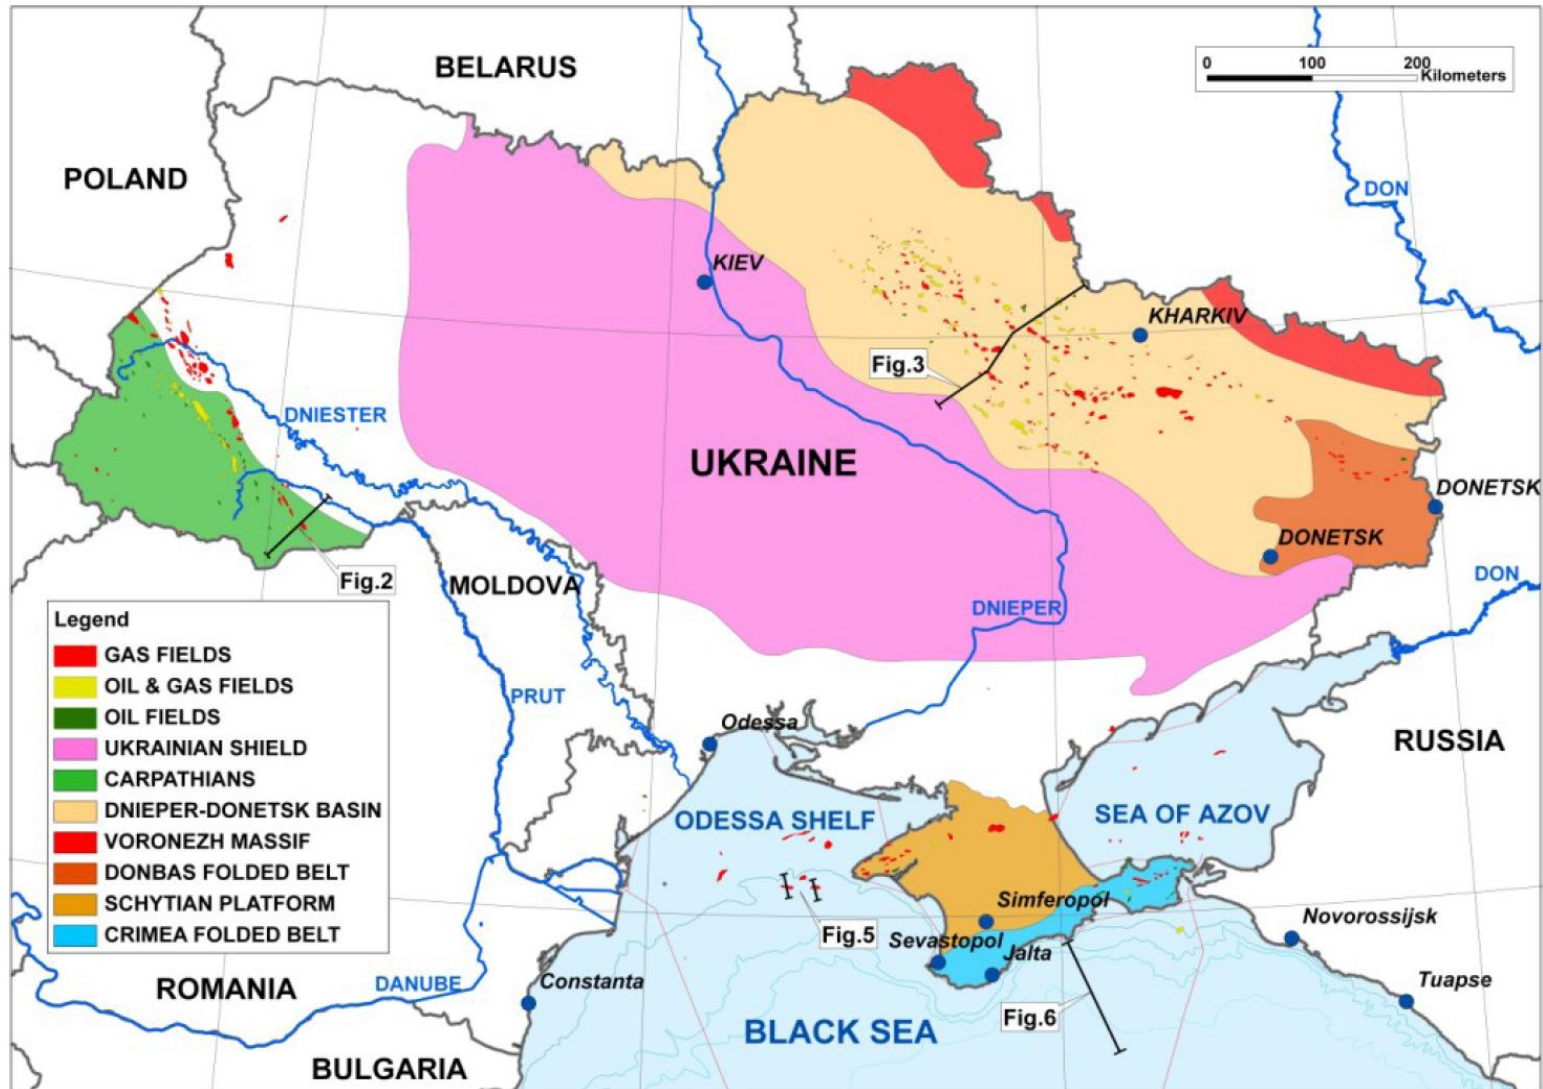 BELARUS
0 100 200
Kilometers
POLAND
DON
KIEV
KHARKIV
Fig.3
DNIESTER
UKRAINE
DONETSK
DONETSK
Fig.2
MOLDOVA
DON
DNIEPER
Legend
GAS FIELDS
OIL & GAS FIELDS
OIL FIELDS
UKRAINIAN SHIELD
CARPATHIANS
DNIEPER-DONETSK BASIN
VORONEZH MASSIF
DONBAS FOLDED BELT
SCHYTIAN PLATFORM
CRIMEA FOLDED BELT
PRUT
Odessa
RUSSIA
ODESSA SHELF
SEA OF AZOV
Simferopol
Novorossijsk
Fig.5
Sevastopol
Jalta
ROMANIA
DANUBE
Constanta
Tuapse
Fig.6
BLACK SEA
BULGARIA